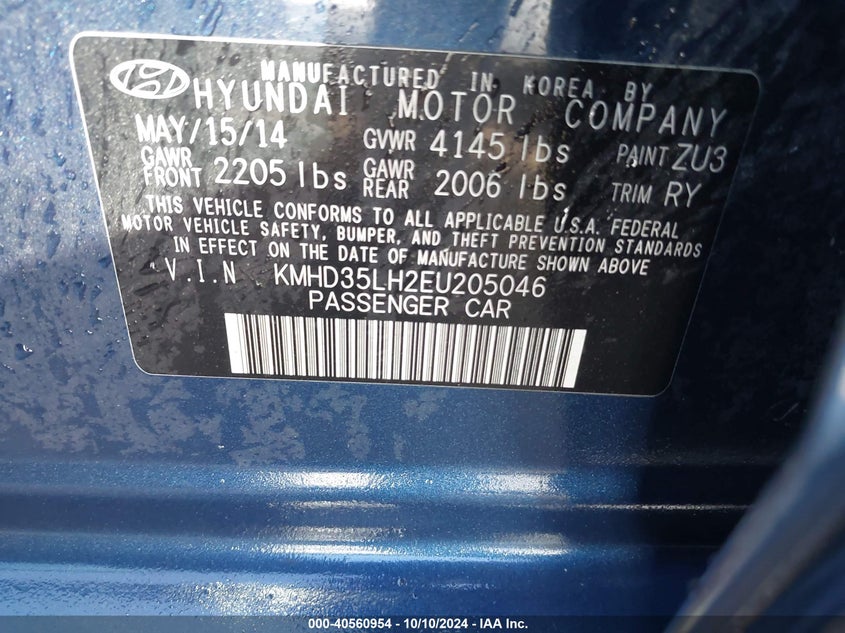 MANUFACTURED IN KOREA BY
HYUNDAI MOTOR COMPANY
MAY/15/14 GVWR 4145 lbs PAINT ZU3
GAWR FRONT 2205 lbs GAWR REAR 2006 lbs TRIM RY
THIS VEHICLE CONFORMS TO ALL APPLICABLE U.S.A. FEDERAL
MOTOR VEHICLE SAFETY, BUMPER, AND THEFT PREVENTION STANDARDS
IN EFFECT ON THE DATE OF MANUFACTURE SHOWN ABOVE
V.I.N KMHD35LH2EU205046
PASSENGER CAR
000-40560954 - 10/10/2024 - IAA Inc.